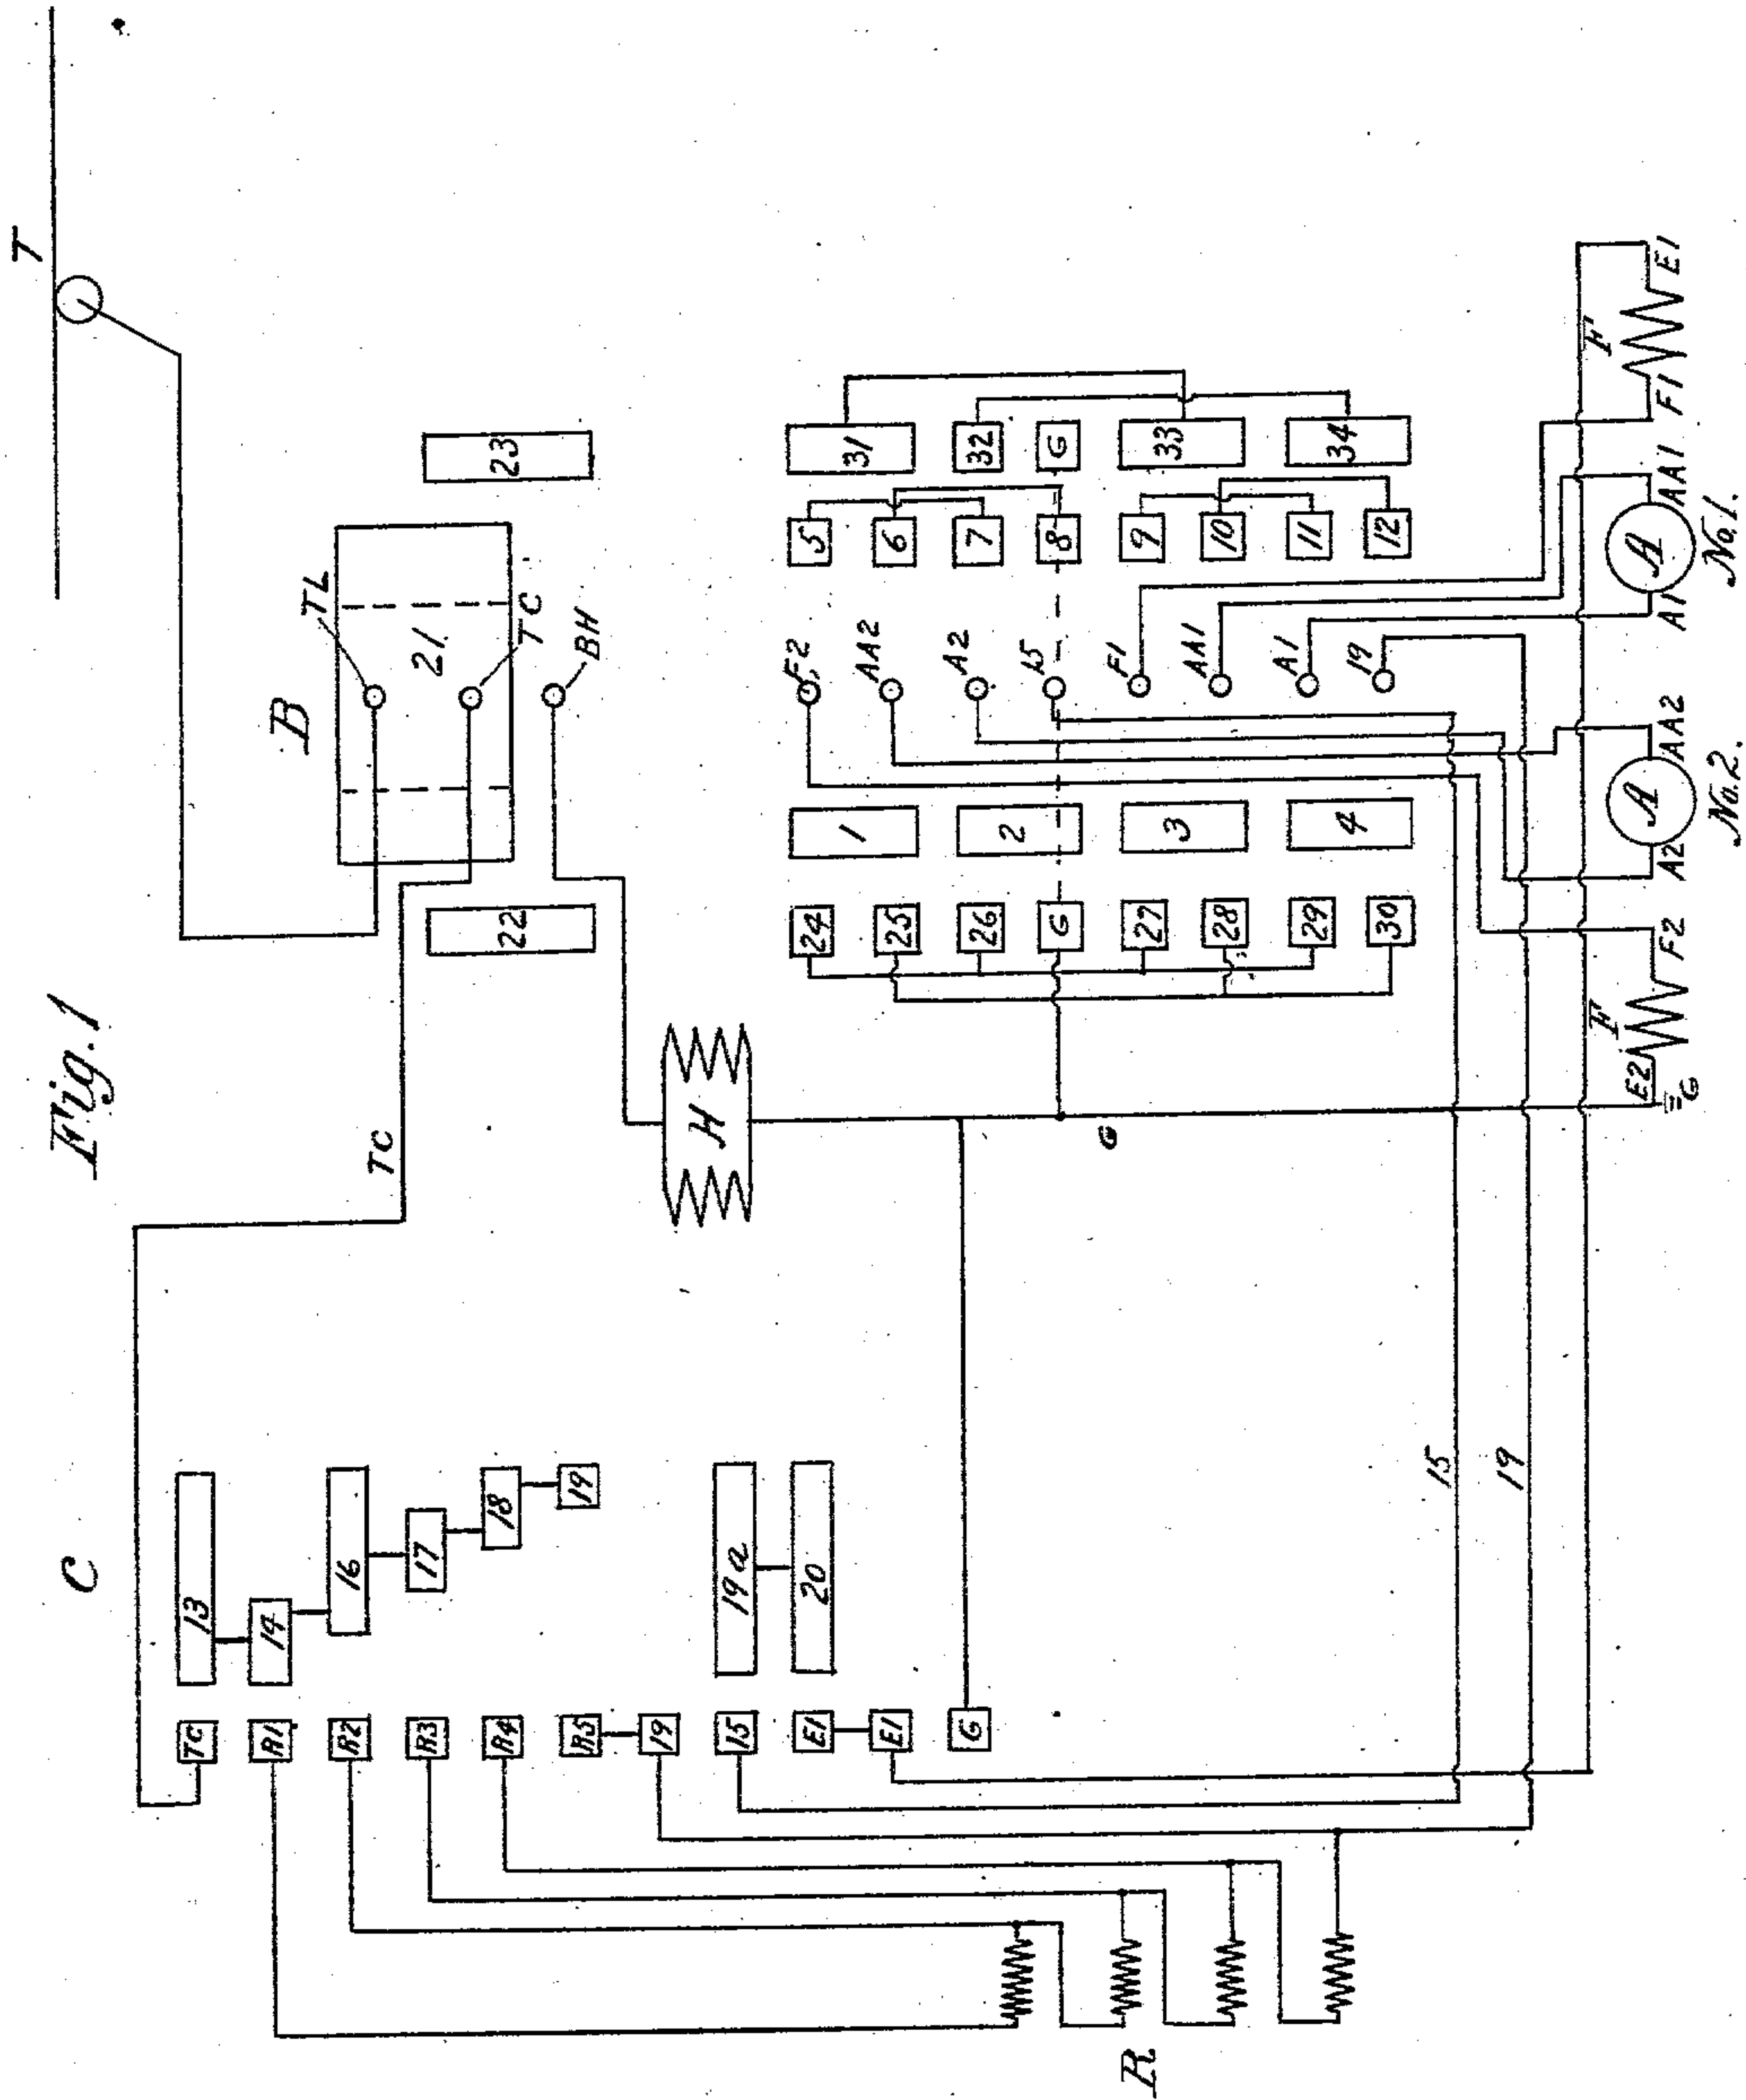 Fig. 1
T
C
B
TL
21
TC
BH
TC
22
23
H
TC
R1
R2
R3
R4
R5
19
15
E1
E1
G
13
14
16
17
18
19
19a
20
24
25
26
G
27
28
29
30
1
2
3
4
F2
AA2
A2
15
F1
AA1
A1
19
5
6
7
8
9
10
11
12
31
32
G
33
34
G
15
19
R
E2
F
F2
G
A2
A
AA2
No. 2.
A1
A
AA1
No. 1.
F1
F'
E1